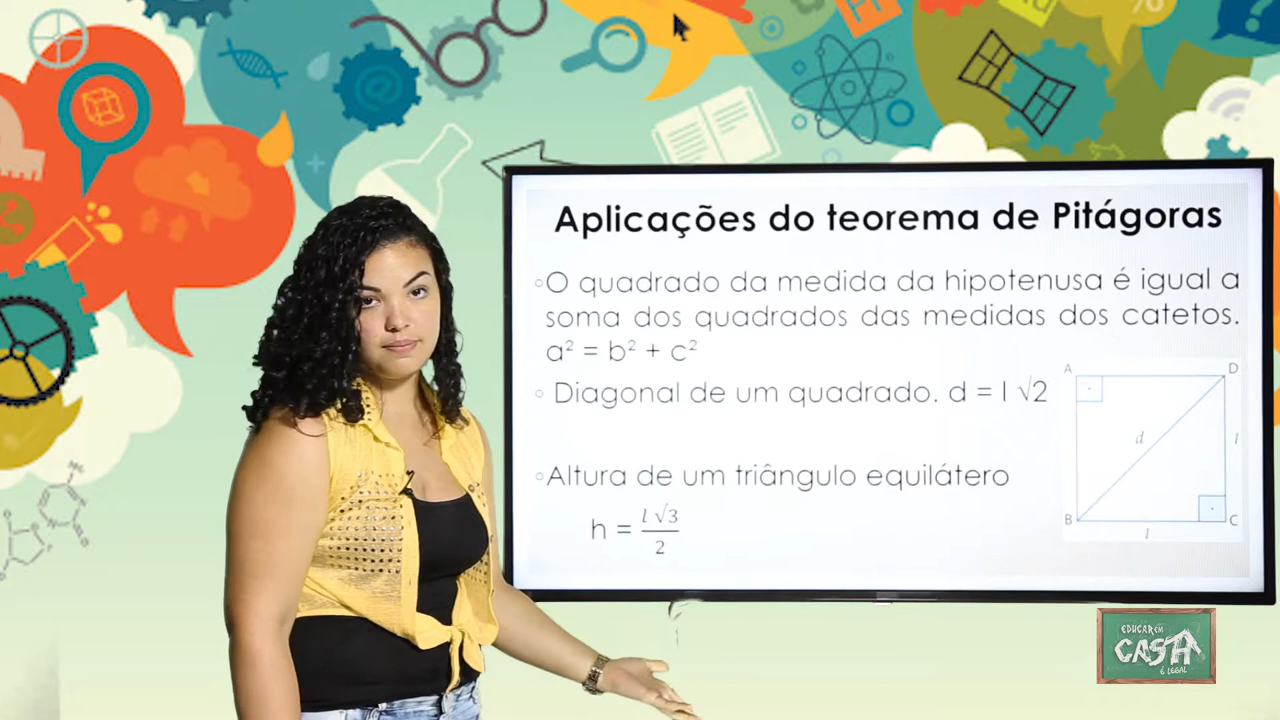 Aplicações do teorema de Pitágoras
◦O quadrado da medida da hipotenusa é igual a
soma dos quadrados das medidas dos catetos.
a² = b² + c²
◦ Diagonal de um quadrado. d = l √2
◦Altura de um triângulo equilátero
h = l √3 / 2
A D
d l
B C
l
EDUCAR EM
CASA
É LEGAL